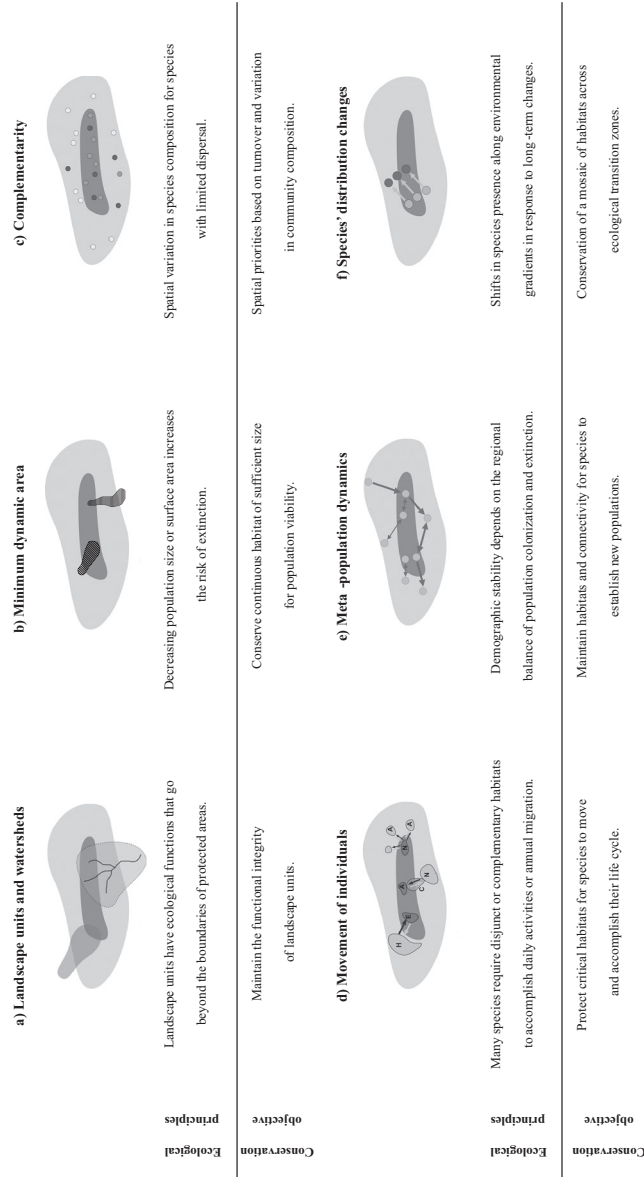 a) Landscape units and watersheds
b) Minimum dynamic area
c) Complementarity
Ecological
principles
Landscape units have ecological functions that go
beyond the boundaries of protected areas.
Decreasing population size or surface area increases
the risk of extinction.
Spatial variation in species composition for species
with limited dispersal.
Conservation
objective
Maintain the functional integrity
of landscape units.
Conserve continuous habitat of sufficient size
for population viability.
Spatial priorities based on turnover and variation
in community composition.
d) Movement of individuals
H
E
A
C
N
N
A
A
e) Meta -population dynamics
f) Species' distribution changes
Ecological
principles
Many species require disjunct or complementary habitats
to accomplish daily activities or annual migration.
Demographic stability depends on the regional
balance of population colonization and extinction.
Shifts in species presence along environmental
gradients in response to long -term changes.
Conservation
objective
Protect critical habitats for species to move
and accomplish their life cycle.
Maintain habitats and connectivity for species to
establish new populations.
Conservation of a mosaic of habitats across
ecological transition zones.